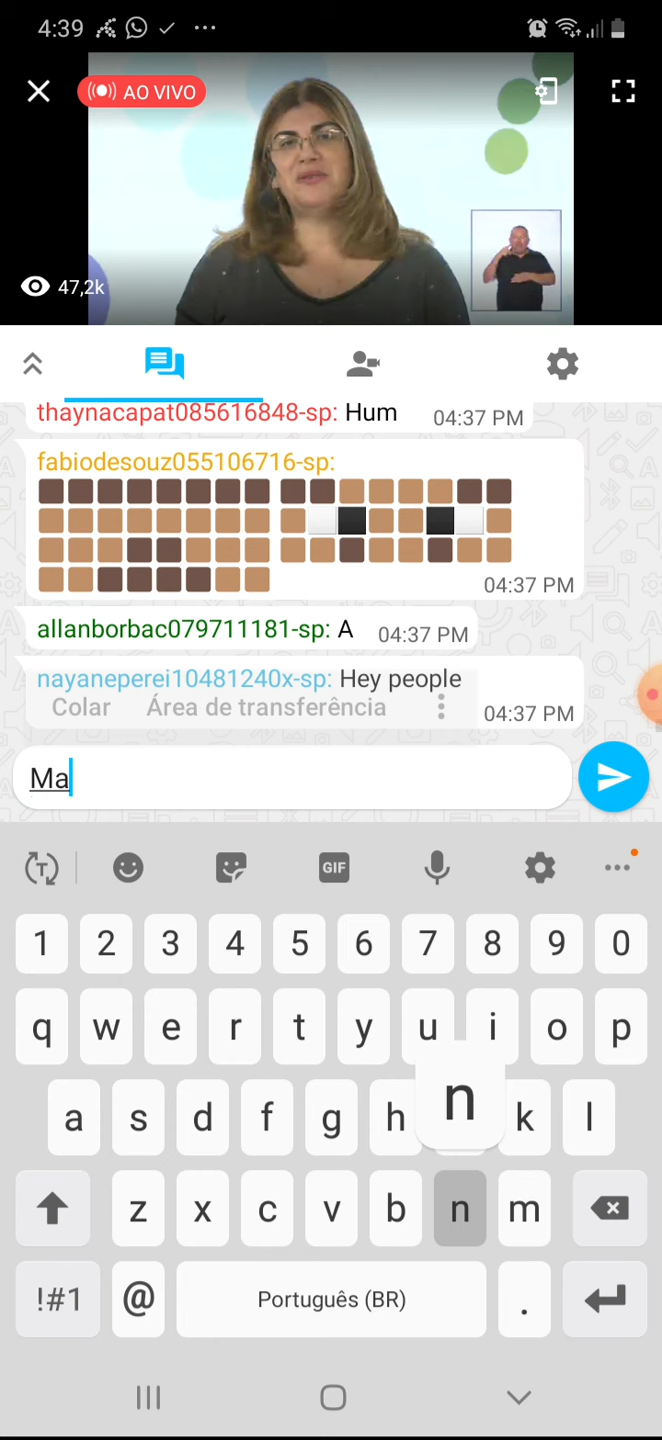 4:39
AO VIVO
47,2k
thaynacapat085616848-sp: Hum 04:37 PM
fabiodesouz055106716-sp:
04:37 PM
allanborbac079711181-sp: A 04:37 PM
nayaneperei10481240x-sp: Hey people
Colar Área de transferência 04:37 PM
Ma
T GIF
1 2 3 4 5 6 7 8 9 0
q w e r t y u i o p
a s d f g h n k l
z x c v b n m
!#1 @ Português (BR) .